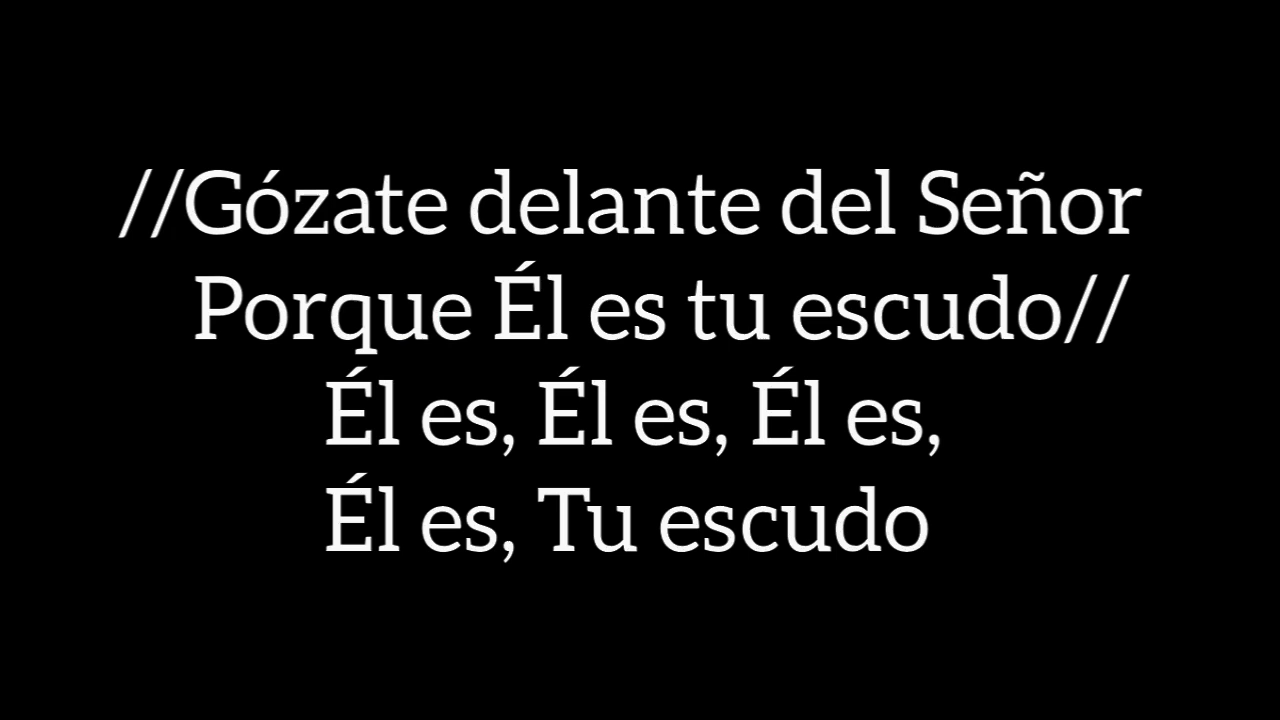 //Gózate delante del Señor
Porque Él es tu escudo//
Él es, Él es, Él es,
Él es, Tu escudo